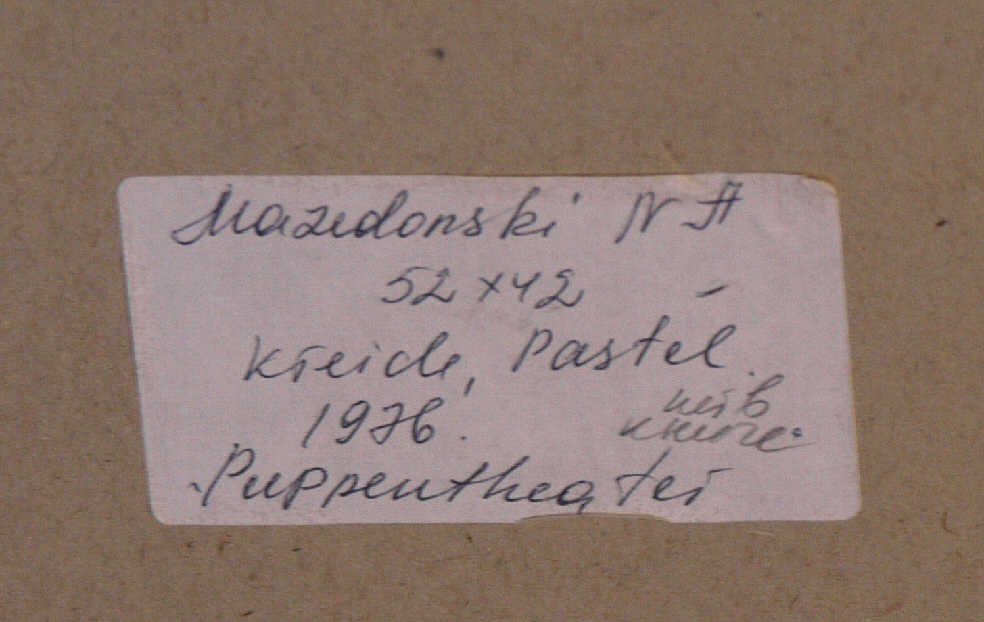 Mazedonski N A
52 x 42 -
Kreide, Pastel.
1976.
Puppentheater